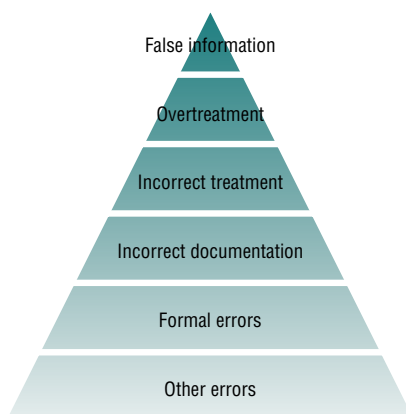 False information
Overtreatment
Incorrect treatment
Incorrect documentation
Formal errors
Other errors